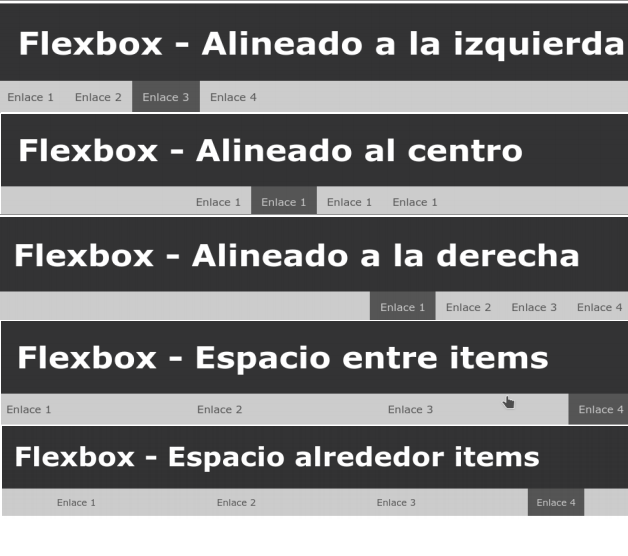 Flexbox - Alineado a la izquierda
Enlace 1 Enlace 2 Enlace 3 Enlace 4
Flexbox - Alineado al centro
Enlace 1 Enlace 1 Enlace 1 Enlace 1
Flexbox - Alineado a la derecha
Enlace 1 Enlace 2 Enlace 3 Enlace 4
Flexbox - Espacio entre items
Enlace 1 Enlace 2 Enlace 3 Enlace 4
Flexbox - Espacio alrededor items
Enlace 1 Enlace 2 Enlace 3 Enlace 4